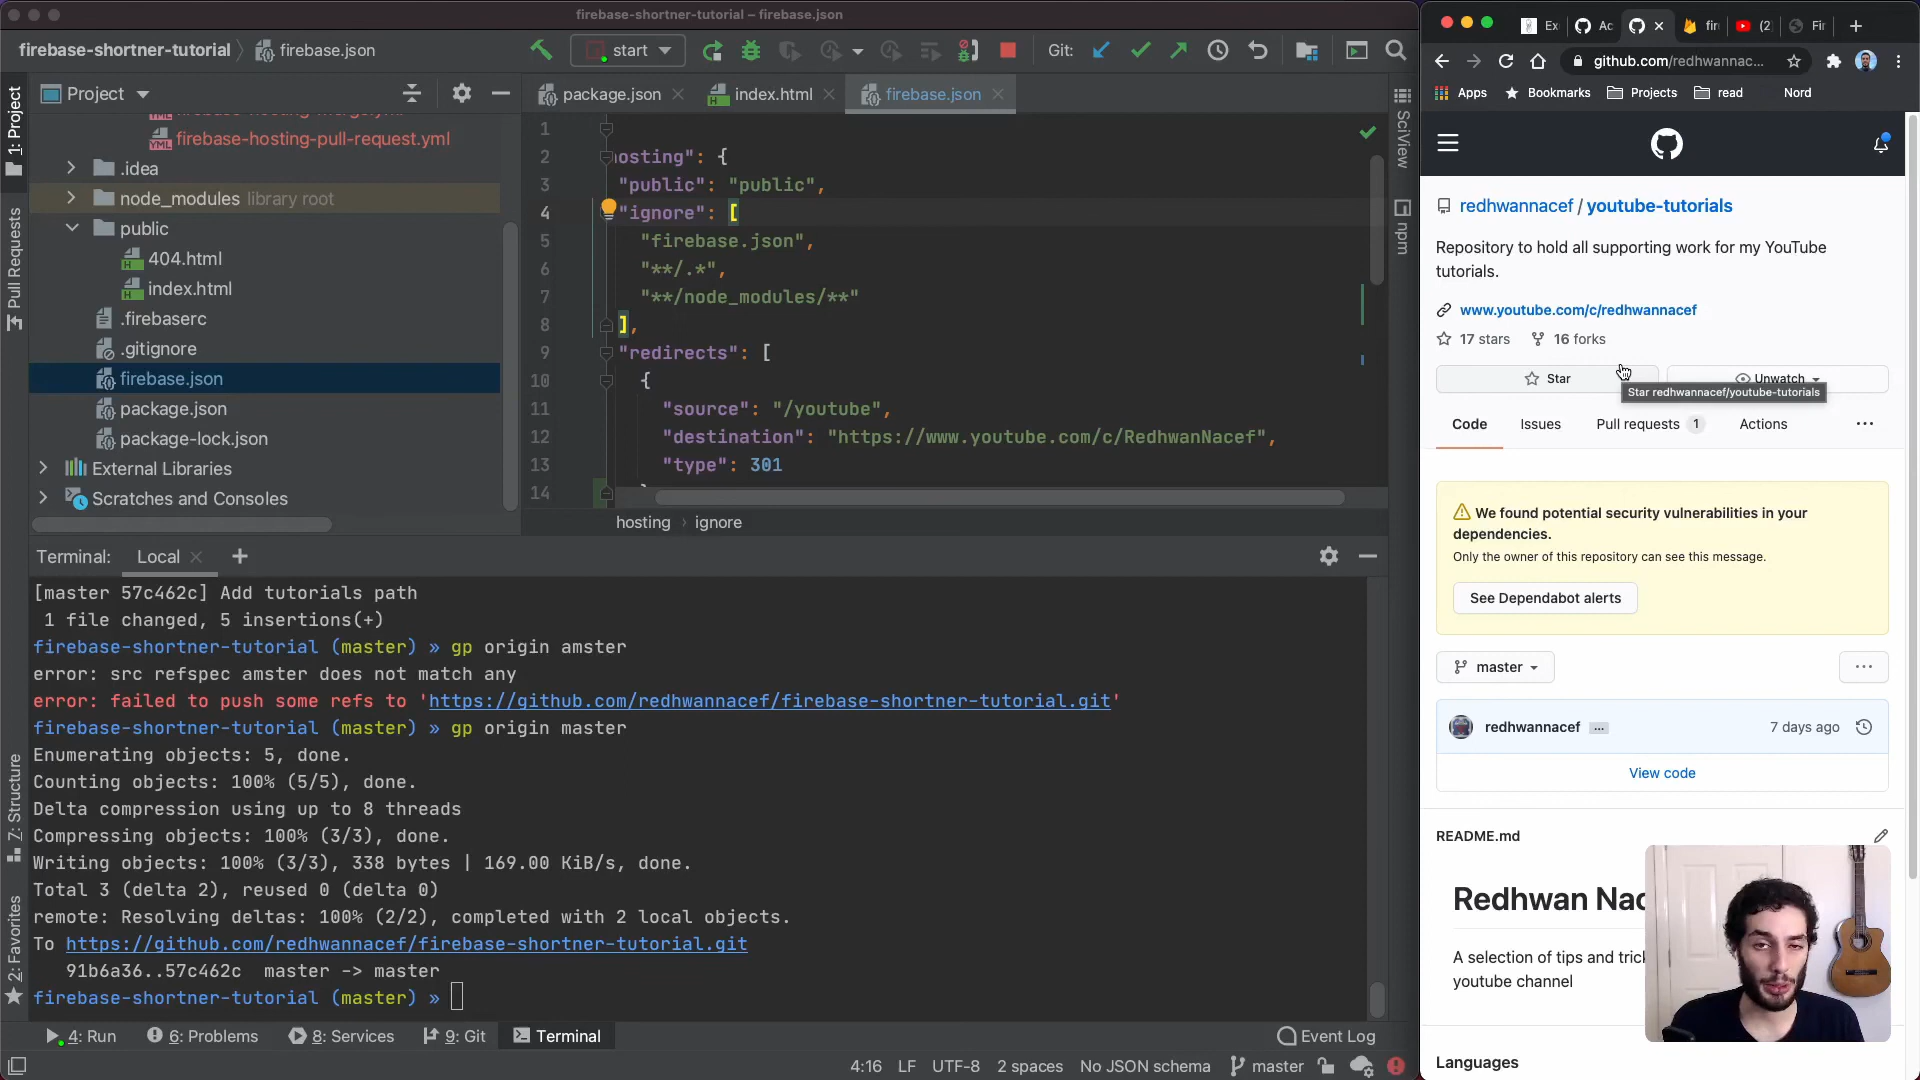 firebase-shortner-tutorial – firebase.json
firebase-shortner-tutorial
firebase.json
start
Git:
1: Project
Pull Requests
7: Structure
2: Favorites
Project
firebase-hosting-pull-request.yml
.idea
node_modules library root
public
404.html
index.html
.firebaserc
.gitignore
firebase.json
package.json
package-lock.json
External Libraries
Scratches and Consoles
package.json
index.html
firebase.json
SciView
npm
1
2 hosting": {
3 "public": "public",
4 "ignore": [
5 "firebase.json",
6 "**/.*",
7 "**/node_modules/**"
8 ],
9 "redirects": [
10 {
11 "source": "/youtube",
12 "destination": "https://www.youtube.com/c/RedhwanNacef",
13 "type": 301
14
hosting › ignore
Terminal: Local
[master 57c462c] Add tutorials path
1 file changed, 5 insertions(+)
firebase-shortner-tutorial (master) » gp origin amster
error: src refspec amster does not match any
error: failed to push some refs to 'https://github.com/redhwannacef/firebase-shortner-tutorial.git'
firebase-shortner-tutorial (master) » gp origin master
Enumerating objects: 5, done.
Counting objects: 100% (5/5), done.
Delta compression using up to 8 threads
Compressing objects: 100% (3/3), done.
Writing objects: 100% (3/3), 338 bytes | 169.00 KiB/s, done.
Total 3 (delta 2), reused 0 (delta 0)
remote: Resolving deltas: 100% (2/2), completed with 2 local objects.
To https://github.com/redhwannacef/firebase-shortner-tutorial.git
91b6a36..57c462c master -> master
firebase-shortner-tutorial (master) »
4: Run 6: Problems 8: Services 9: Git Terminal Event Log
4:16 LF UTF-8 2 spaces No JSON schema master
Ex Ac fir (2 Fir
github.com/redhwannac...
Apps Bookmarks Projects read Nord
redhwannacef / youtube-tutorials
Repository to hold all supporting work for my YouTube
tutorials.
www.youtube.com/c/redhwannacef
17 stars 16 forks
Star Unwatch
Star redhwannacef/youtube-tutorials
Code Issues Pull requests 1 Actions
We found potential security vulnerabilities in your
dependencies.
Only the owner of this repository can see this message.
See Dependabot alerts
master
redhwannacef 7 days ago
View code
README.md
Redhwan Nac
A selection of tips and tric
youtube channel
Languages